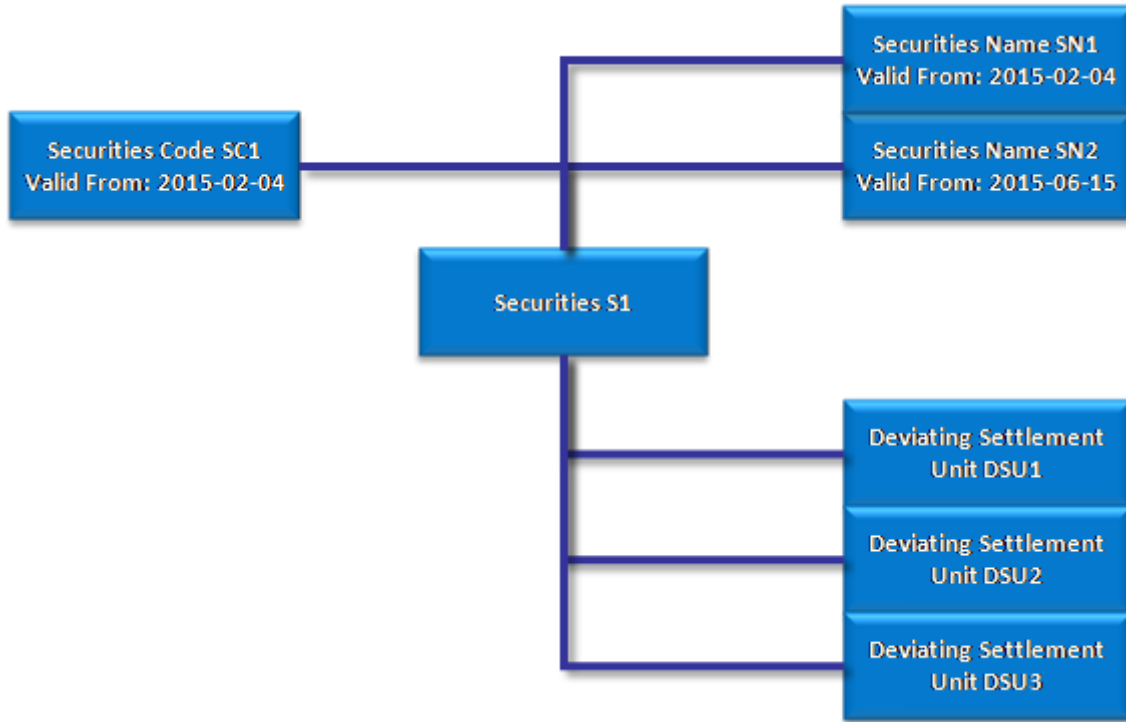 Securities Name SN1
Valid From: 2015-02-04
Securities Code SC1
Valid From: 2015-02-04
Securities Name SN2
Valid From: 2015-06-15
Securities S1
Deviating Settlement
Unit DSU1
Deviating Settlement
Unit DSU2
Deviating Settlement
Unit DSU3